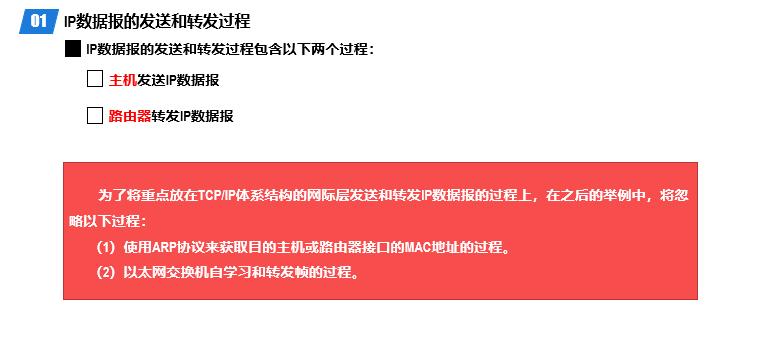 01 IP数据报的发送和转发过程
IP数据报的发送和转发过程包含以下两个过程：
主机发送IP数据报
路由器转发IP数据报
为了将重点放在TCP/IP体系结构的网际层发送和转发IP数据报的过程上，在之后的举例中，将忽
略以下过程：
（1）使用ARP协议来获取目的主机或路由器接口的MAC地址的过程。
（2）以太网交换机自学习和转发帧的过程。